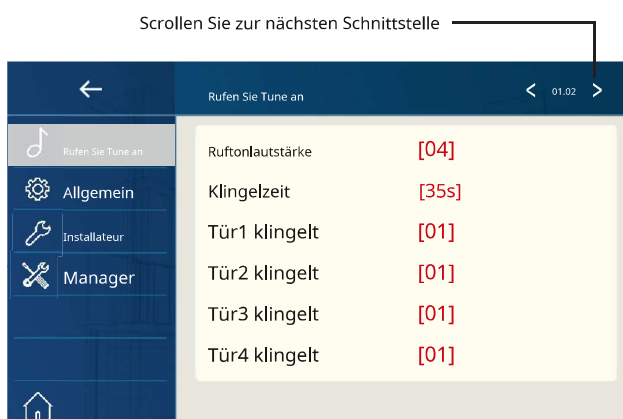 Scrollen Sie zur nächsten Schnittstelle
Rufen Sie Tune an
< 01.02 >
Rufen Sie Tune an
Allgemein
Installateur
Manager
Ruftonlautstärke [04]
Klingelzeit [35s]
Tür1 klingelt [01]
Tür2 klingelt [01]
Tür3 klingelt [01]
Tür4 klingelt [01]